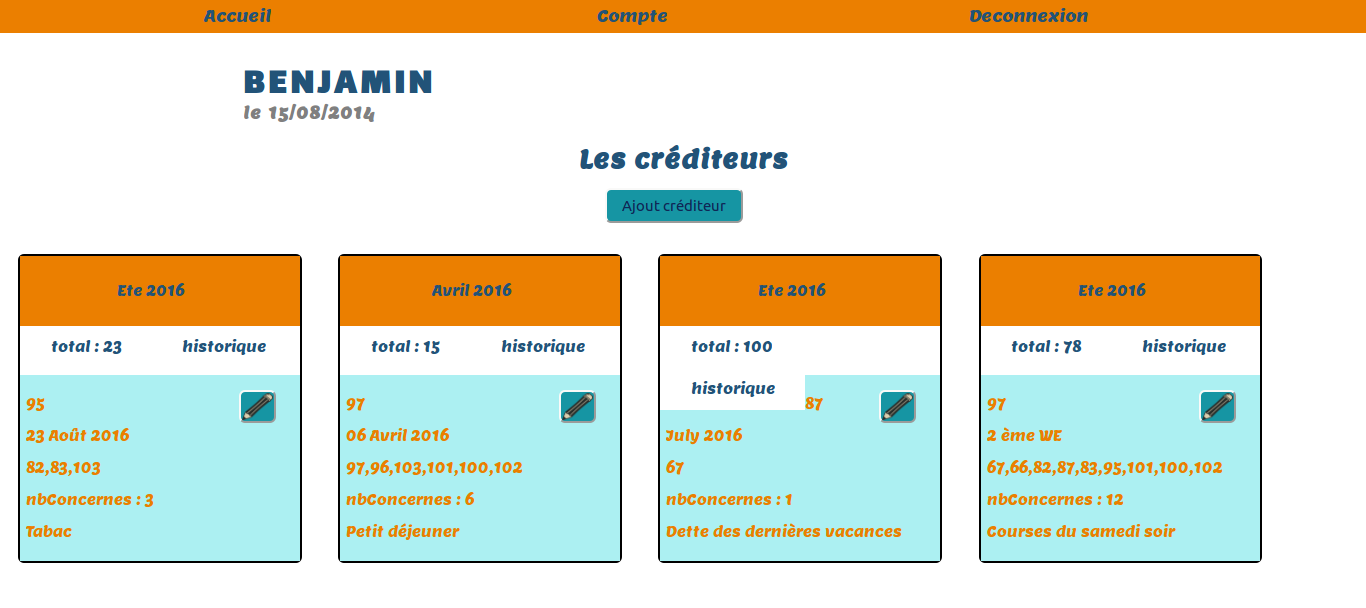 Accueil Compte Deconnexion
BENJAMIN
le 15/08/2014
Les créditeurs
Ajout créditeur
Ete 2016
total : 23 historique
95
23 Août 2016
82,83,103
nbConcernes : 3
Tabac
Avril 2016
total : 15 historique
97
06 Avril 2016
97,96,103,101,100,102
nbConcernes : 6
Petit déjeuner
Ete 2016
total : 100
historique
87
July 2016
67
nbConcernes : 1
Dette des dernières vacances
Ete 2016
total : 78 historique
97
2 ème WE
67,66,82,87,83,95,101,100,102
nbConcernes : 12
Courses du samedi soir